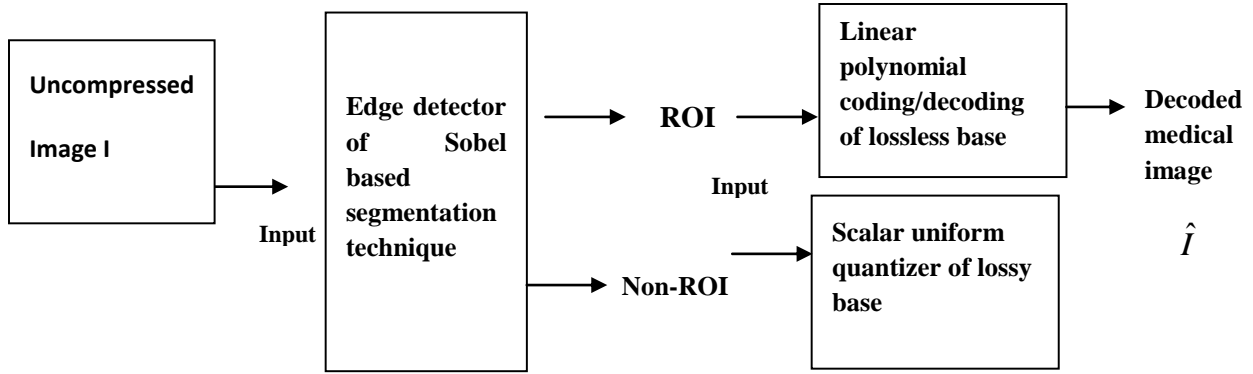 Uncompressed
Image I
Input
Edge detector
of Sobel
based
segmentation
technique
ROI
Non-ROI
Input
Linear
polynomial
coding/decoding
of lossless base
Scalar uniform
quantizer of lossy
base
Decoded
medical
image
Î